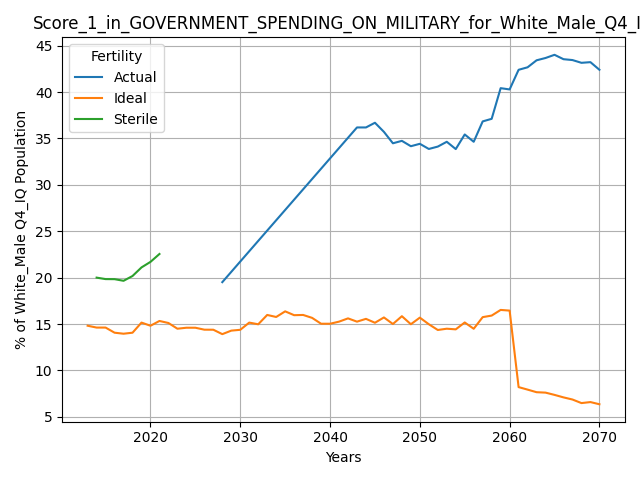 Score_1_in_GOVERNMENT_SPENDING_ON_MILITARY_for_White_Male_Q4_I
Fertility
Actual
Ideal
Sterile
% of White_Male Q4_IQ Population
45
40
35
30
25
20
15
10
5
2020 2030 2040 2050 2060 2070
Years